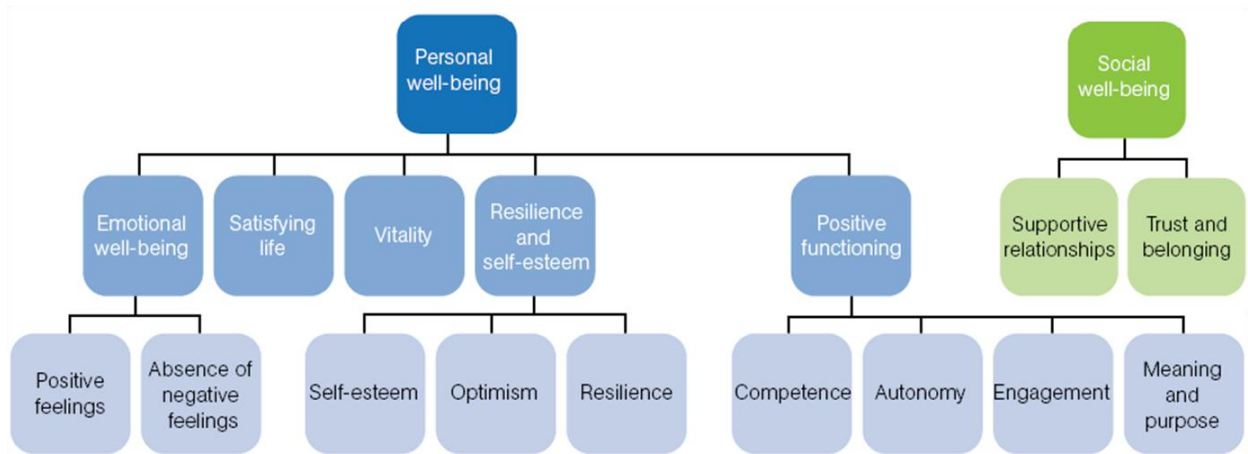 Personal
well-being
Social
well-being
Emotional
well-being
Satisfying
life
Vitality
Resilience
and
self-esteem
Positive
functioning
Supportive
relationships
Trust and
belonging
Positive
feelings
Absence of
negative
feelings
Self-esteem
Optimism
Resilience
Competence
Autonomy
Engagement
Meaning
and
purpose